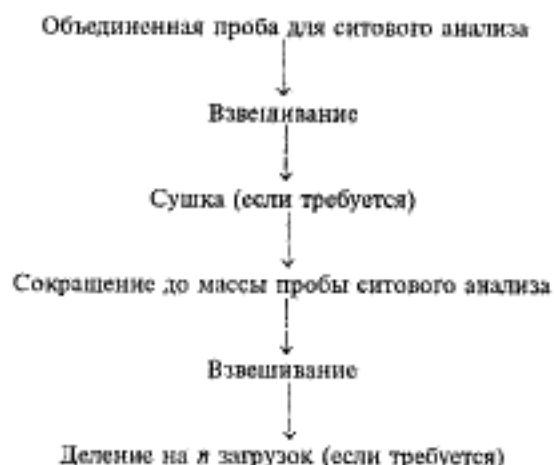 Объединенная проба для ситового анализа
Взвешивание
Сушка (если требуется)
Сокращение до массы пробы ситового анализа
Взвешивание
Деление на n загрузок (если требуется)